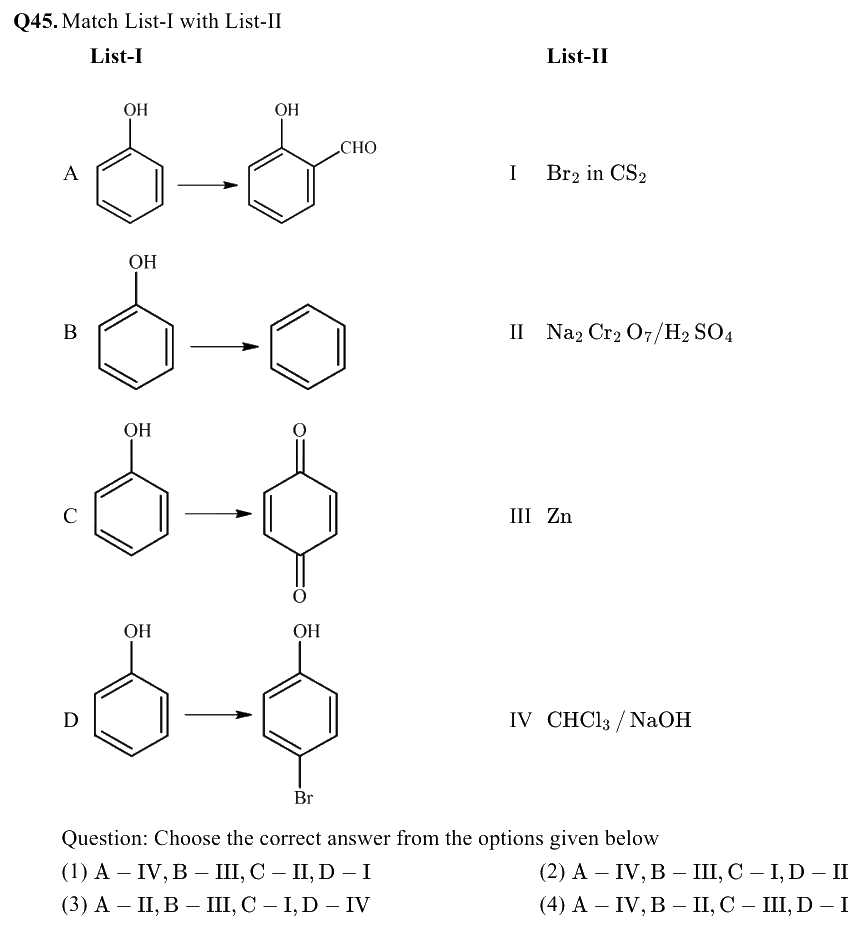 Q45. Match List-I with List-II
List-I List-II
OH OH
CHO
A I Br₂ in CS₂
OH
B II Na₂ Cr₂ O₇/H₂ SO₄
OH O
C III Zn
O
OH OH
D IV CHCl₃ / NaOH
Br
Question: Choose the correct answer from the options given below
(1) A – IV, B – III, C – II, D – I (2) A – IV, B – III, C – I, D – II
(3) A – II, B – III, C – I, D – IV (4) A – IV, B – II, C – III, D – I